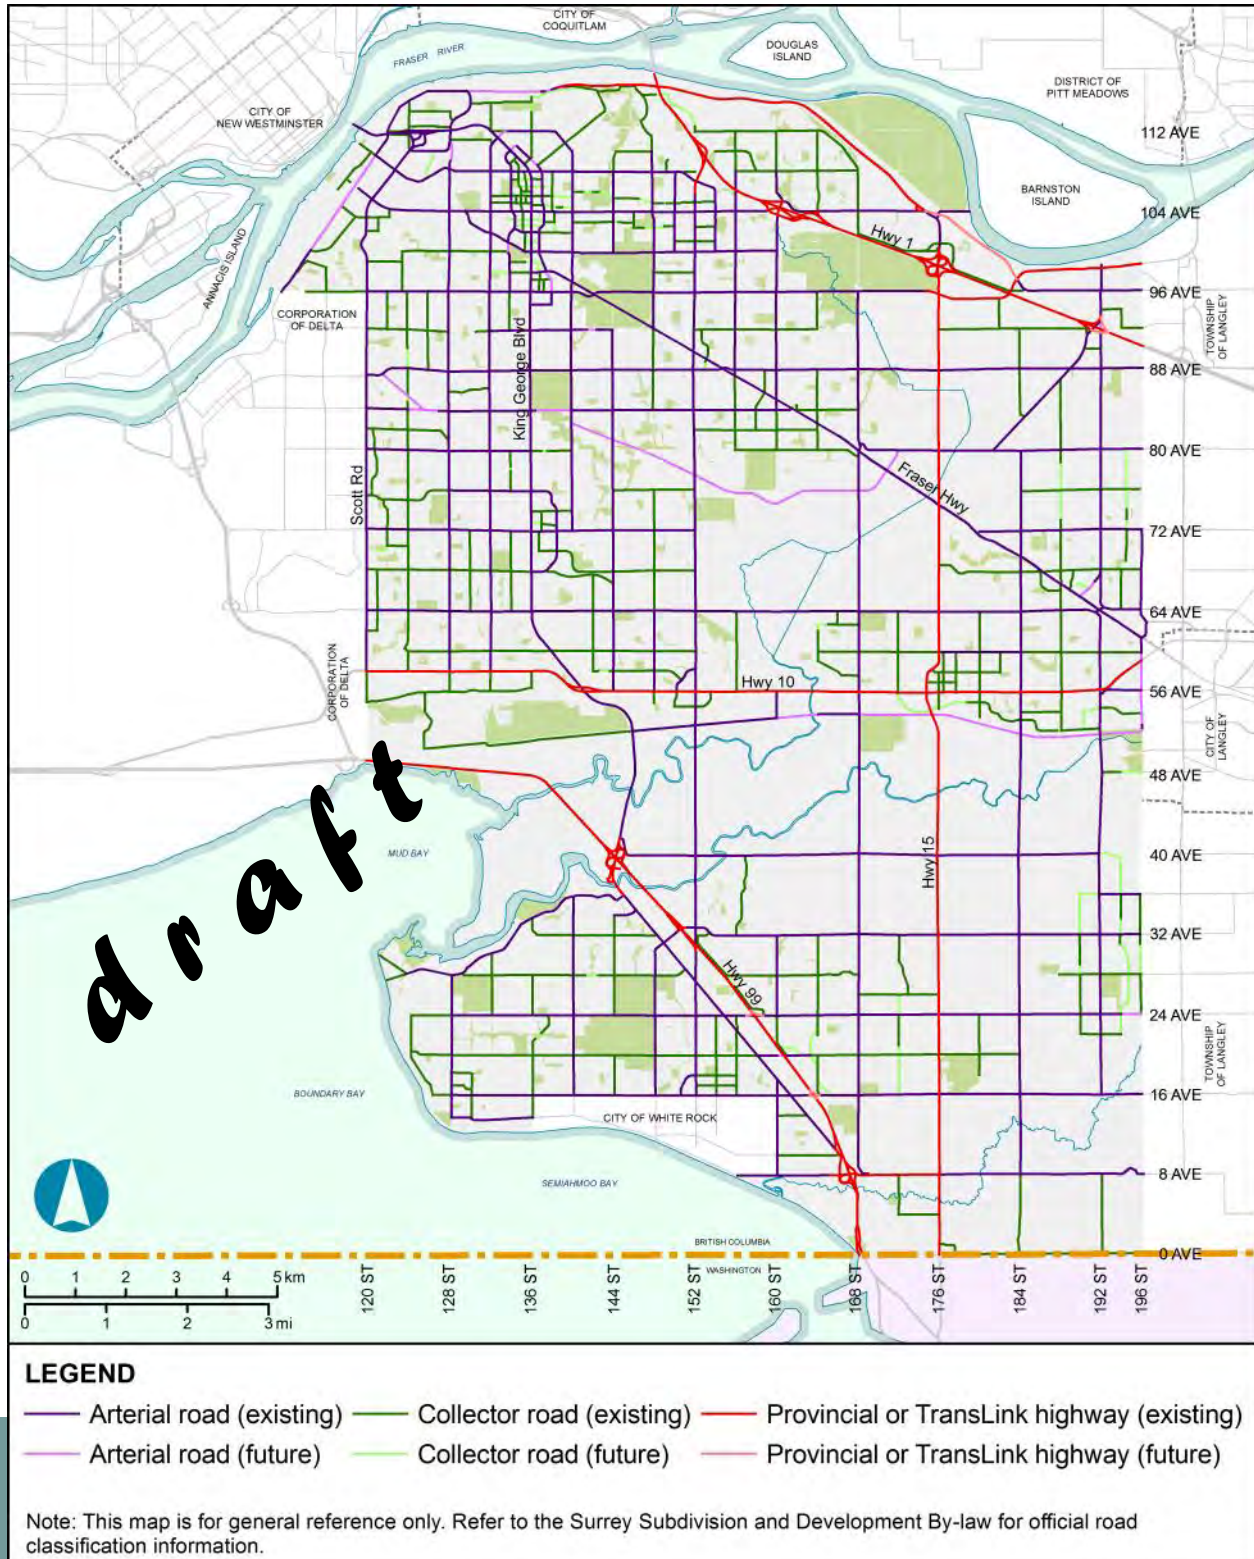 CITY OF
COQUITLAM
FRASER RIVER
DOUGLAS
ISLAND
DISTRICT OF
PITT MEADOWS
CITY OF
NEW WESTMINSTER
112 AVE
BARNSTON
ISLAND
104 AVE
Hwy 1
ANNACIS ISLAND
96 AVE
CORPORATION
OF DELTA
TOWNSHIP
OF LANGLEY
King George Blvd
88 AVE
80 AVE
Scott Rd
Fraser Hwy
72 AVE
64 AVE
CORPORATION
OF DELTA
Hwy 10
56 AVE
CITY OF
LANGLEY
48 AVE
draft
MUD BAY
Hwy 15
40 AVE
32 AVE
Hwy 99
24 AVE
TOWNSHIP
OF LANGLEY
BOUNDARY BAY
16 AVE
CITY OF WHITE ROCK
8 AVE
SEMIAHMOO BAY
BRITISH COLUMBIA
0 AVE
WASHINGTON
0 1 2 3 4 5 km
0 1 2 3 mi
120 ST
128 ST
136 ST
144 ST
152 ST
160 ST
168 ST
176 ST
184 ST
192 ST
196 ST
LEGEND
Arterial road (existing) Collector road (existing) Provincial or TransLink highway (existing)
Arterial road (future) Collector road (future) Provincial or TransLink highway (future)
Note: This map is for general reference only. Refer to the Surrey Subdivision and Development By-law for official road
classification information.